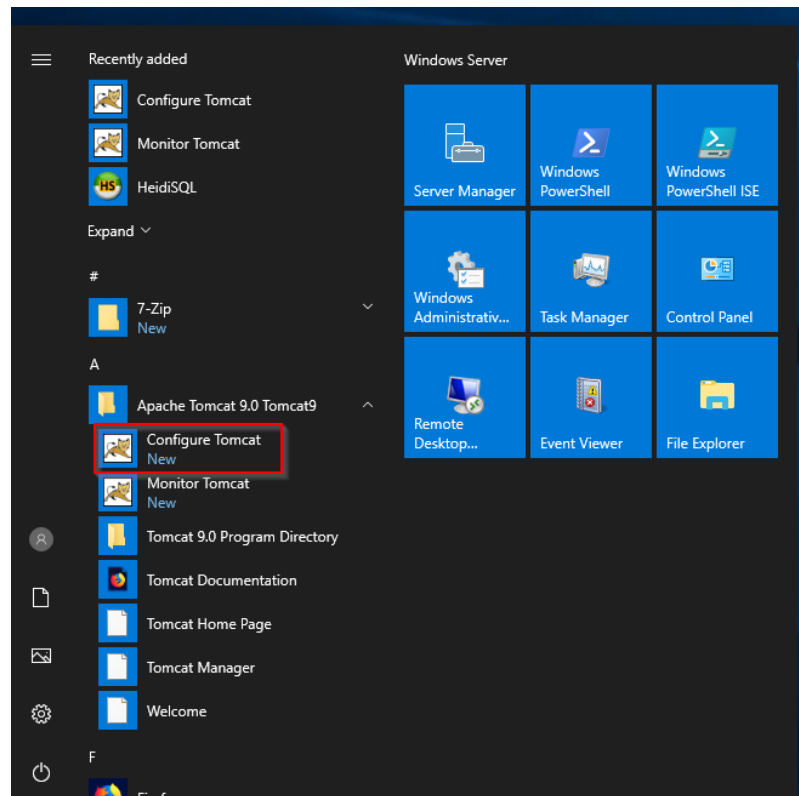 Recently added
Configure Tomcat
Monitor Tomcat
HS
HeidiSQL
Expand
#
7-Zip
New
A
Apache Tomcat 9.0 Tomcat9
Configure Tomcat
New
Monitor Tomcat
New
Tomcat 9.0 Program Directory
Tomcat Documentation
Tomcat Home Page
Tomcat Manager
Welcome
F
Windows Server
Server Manager
Windows
PowerShell
Windows
PowerShell ISE
Windows
Administrativ...
Task Manager
Control Panel
Remote
Desktop...
Event Viewer
File Explorer